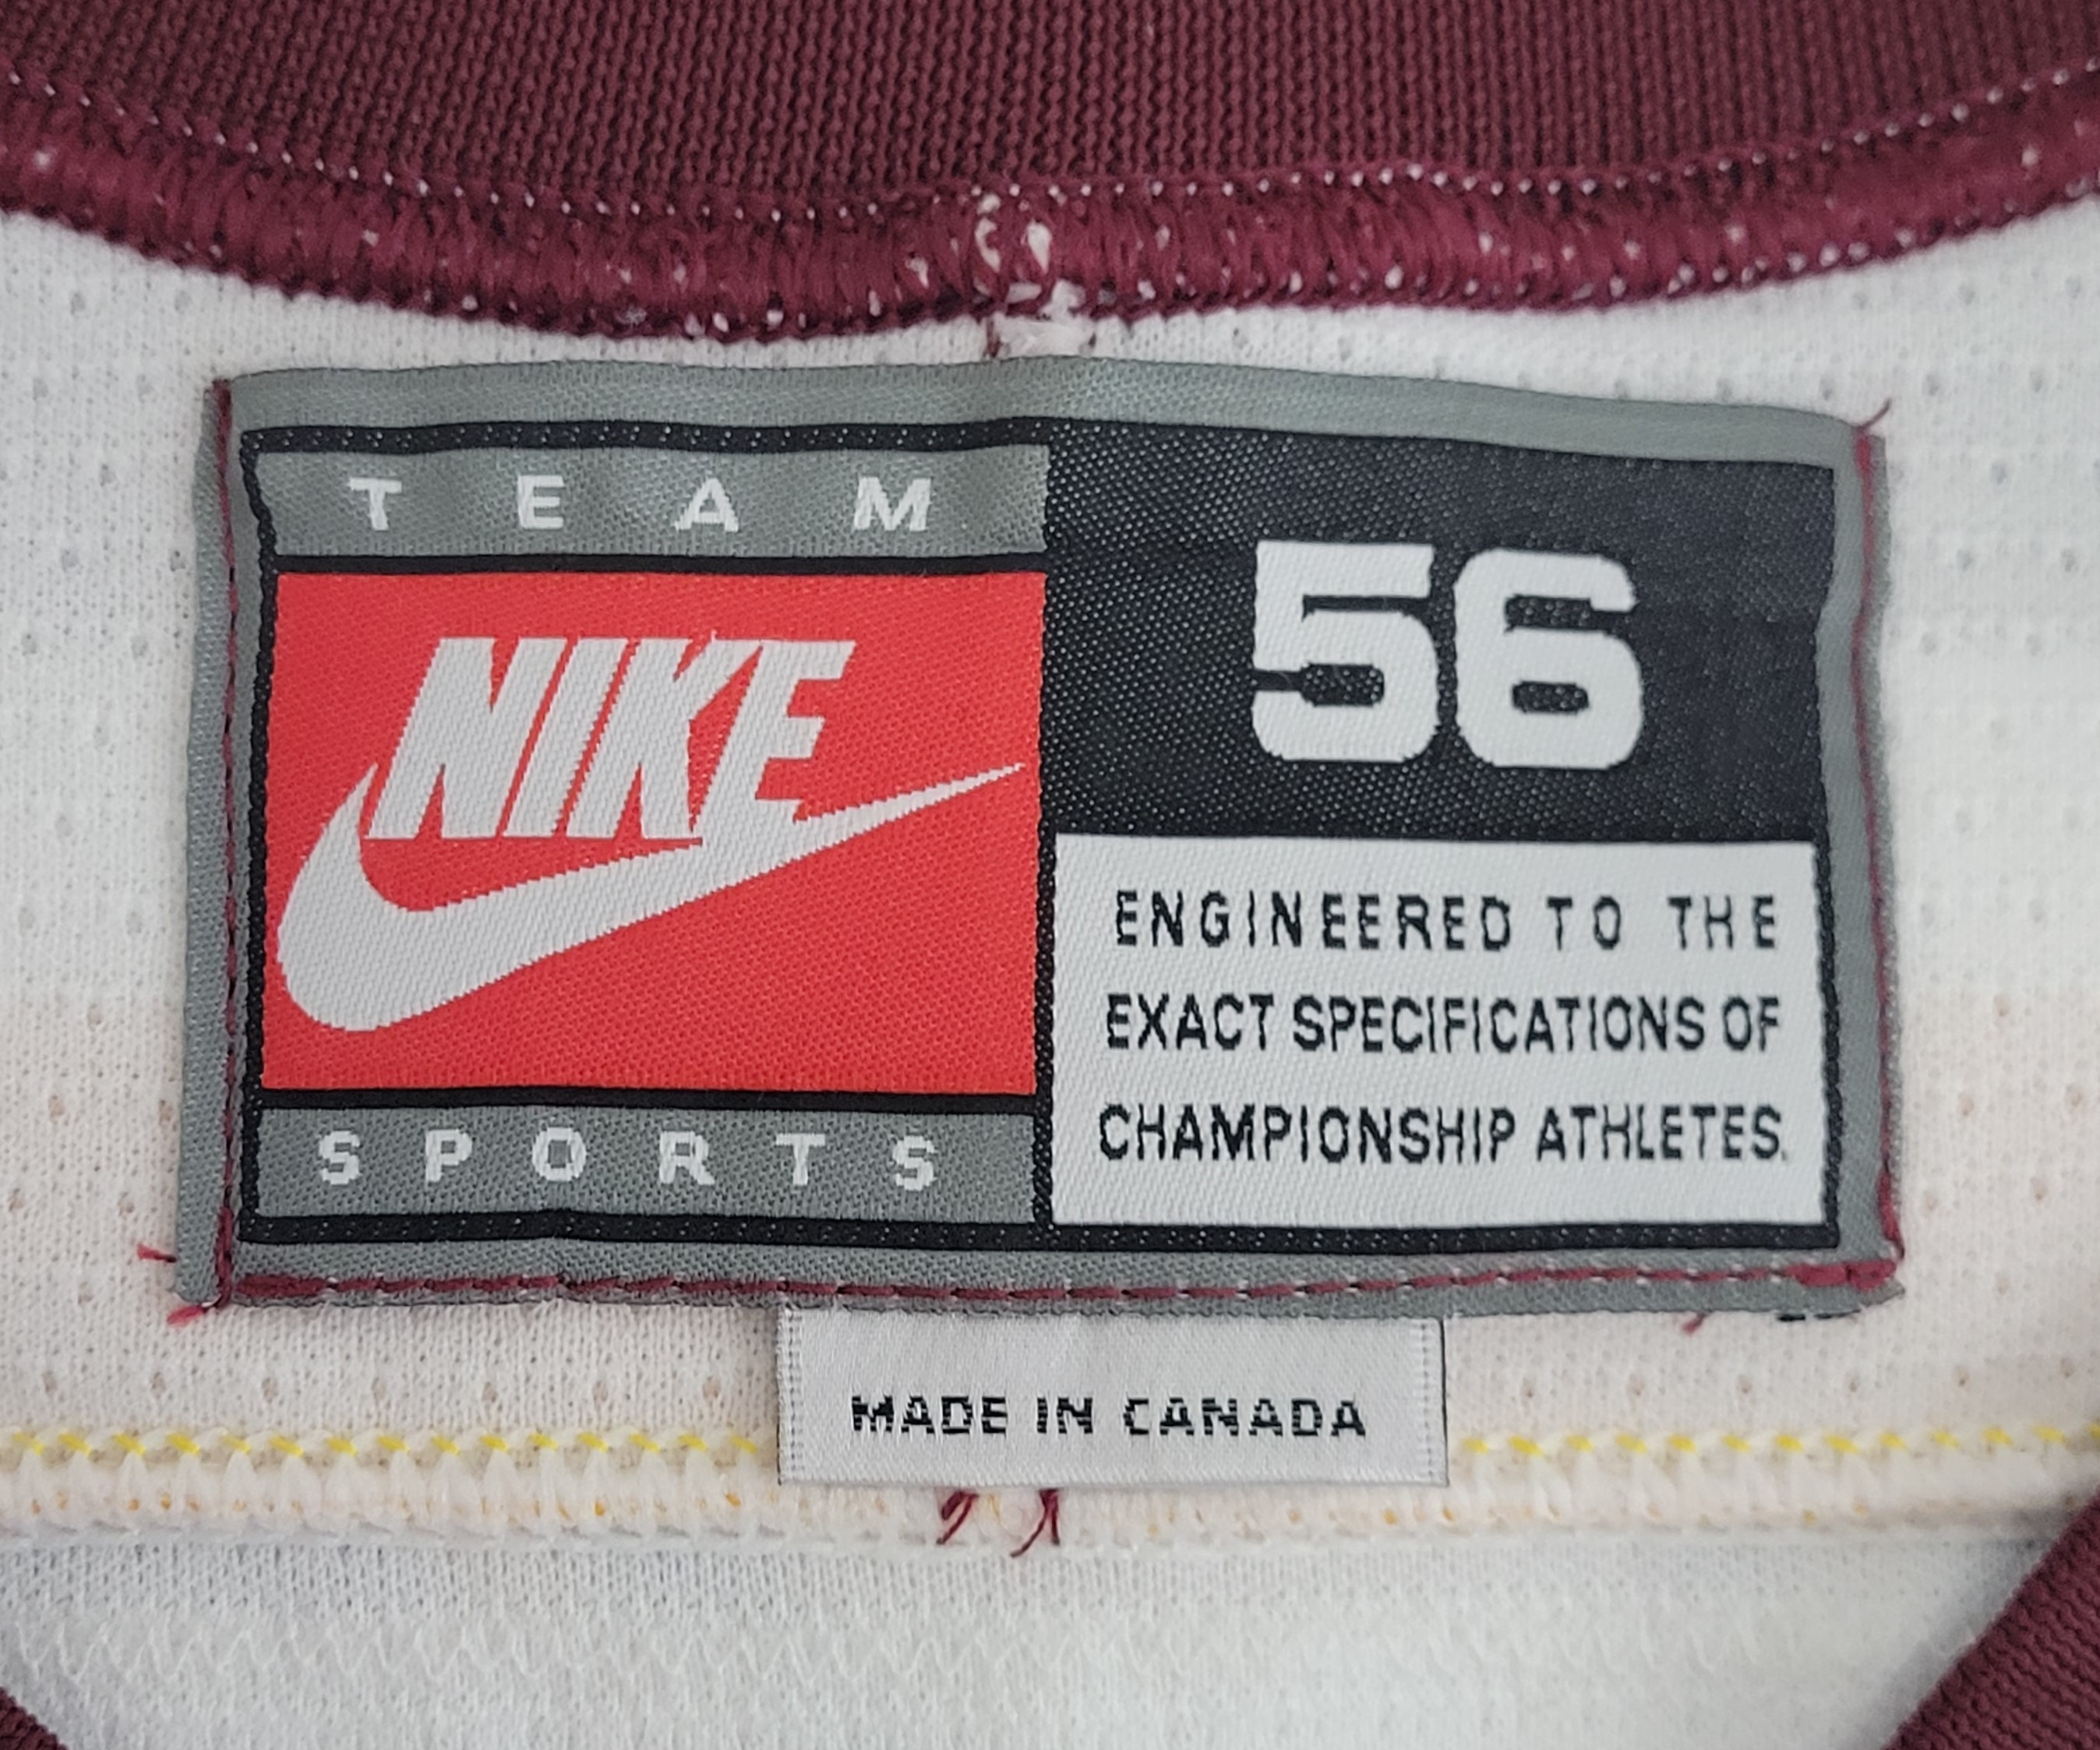 TEAM
NIKE
SPORTS
56
ENGINEERED TO THE
EXACT SPECIFICATIONS OF
CHAMPIONSHIP ATHLETES.
MADE IN CANADA